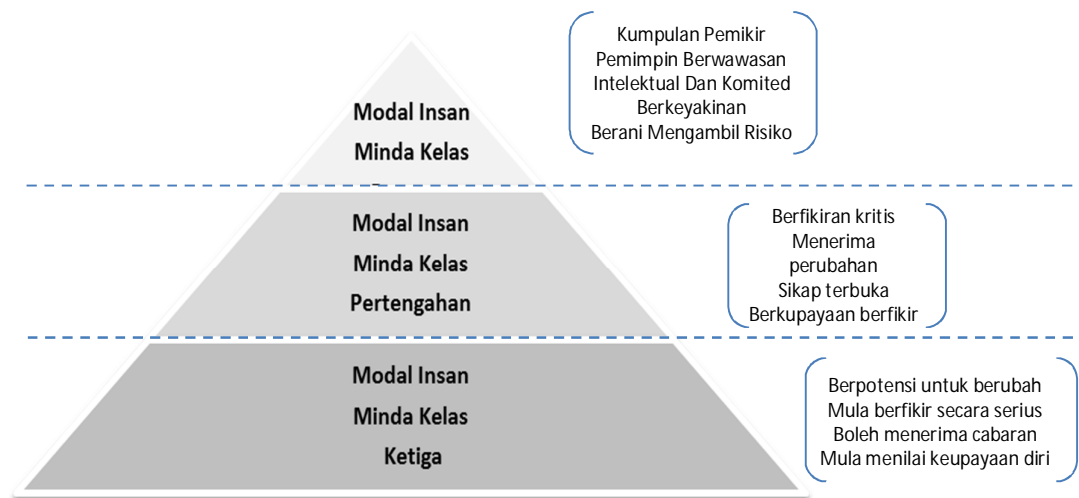 Kumpulan Pemikir
Pemimpin Berwawasan
Intelektual Dan Komited
Berkeyakinan
Berani Mengambil Risiko
Modal Insan
Minda Kelas
Berfikiran kritis
Menerima
perubahan
Sikap terbuka
Berkupayaan berfikir
Modal Insan
Minda Kelas
Pertengahan
Berpotensi untuk berubah
Mula berfikir secara serius
Boleh menerima cabaran
Mula menilai keupayaan diri
Modal Insan
Minda Kelas
Ketiga